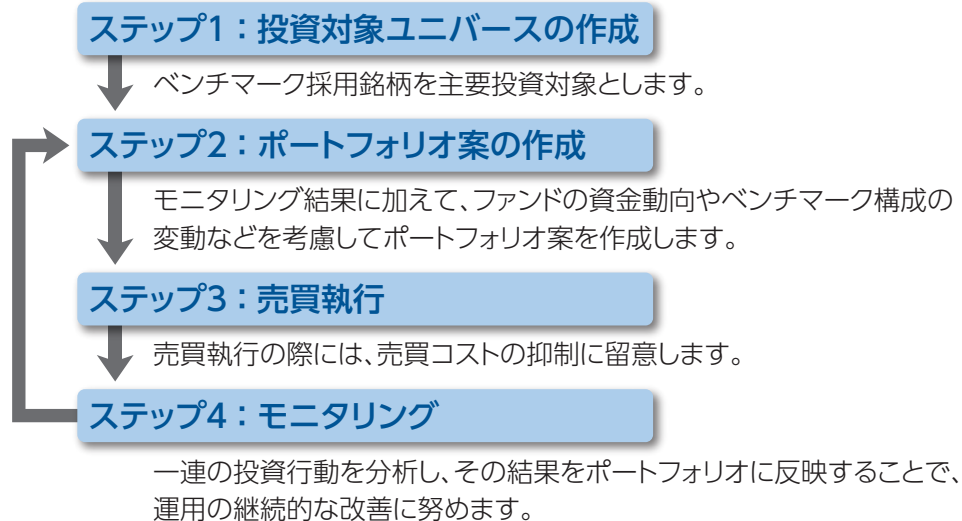 ステップ1：投資対象ユニバースの作成
ベンチマーク採用銘柄を主要投資対象とします。
ステップ2：ポートフォリオ案の作成
モニタリング結果に加えて、ファンドの資金動向やベンチマーク構成の
変動などを考慮してポートフォリオ案を作成します。
ステップ3：売買執行
売買執行の際には、売買コストの抑制に留意します。
ステップ4：モニタリング
一連の投資行動を分析し、その結果をポートフォリオに反映することで、
運用の継続的な改善に努めます。